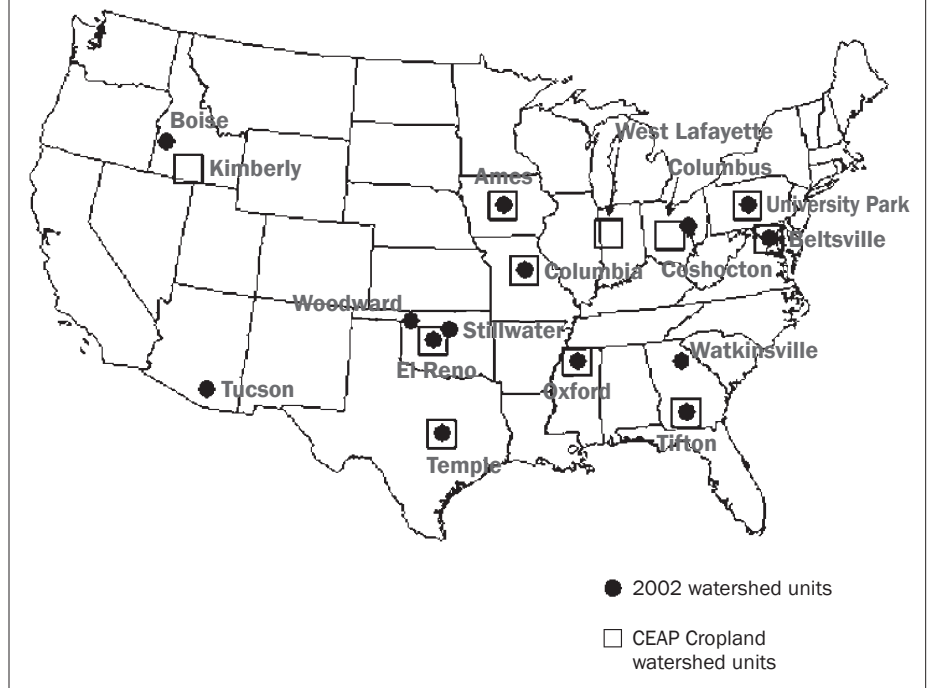 West Lafayette
Boise
Columbus
Kimberly
Ames
University Park
Beltsville
Columbia
Coshocton
Woodward
Stillwater
Watkinsville
El Reno
Oxford
Tucson
Tifton
Temple
2002 watershed units
CEAP Cropland
watershed units